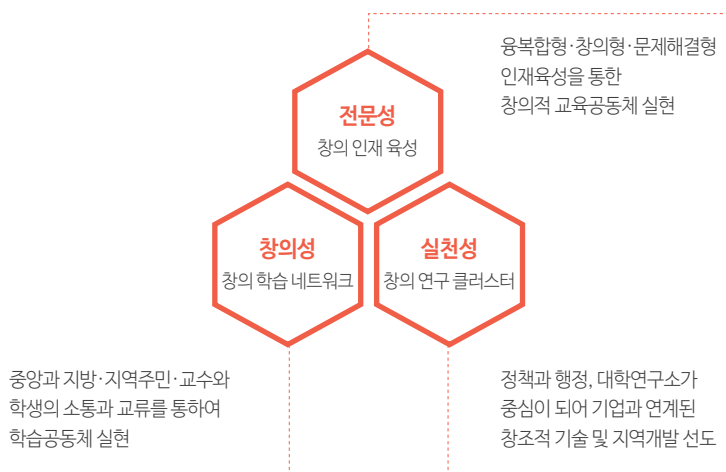 융복합형·창의형·문제해결형
인재육성을 통한
창의적 교육공동체 실현
전문성
창의 인재 육성
창의성
창의 학습 네트워크
실천성
창의 연구 클러스터
중앙과 지방·지역주민·교수와
학생의 소통과 교류를 통하여
학습공동체 실현
정책과 행정, 대학연구소가
중심이 되어 기업과 연계된
창조적 기술 및 지역개발 선도